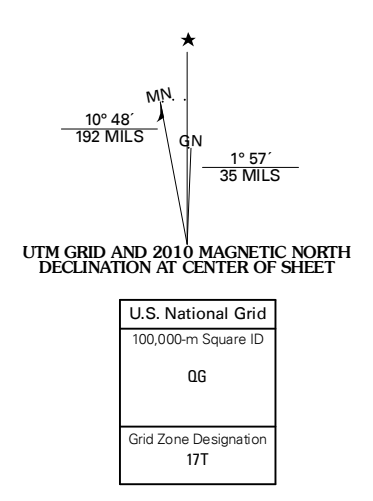 ★
MN
10° 48´
192 MILS
GN
1° 57´
35 MILS
UTM GRID AND 2010 MAGNETIC NORTH
DECLINATION AT CENTER OF SHEET
U.S. National Grid
100,000-m Square ID
QG
Grid Zone Designation
17T